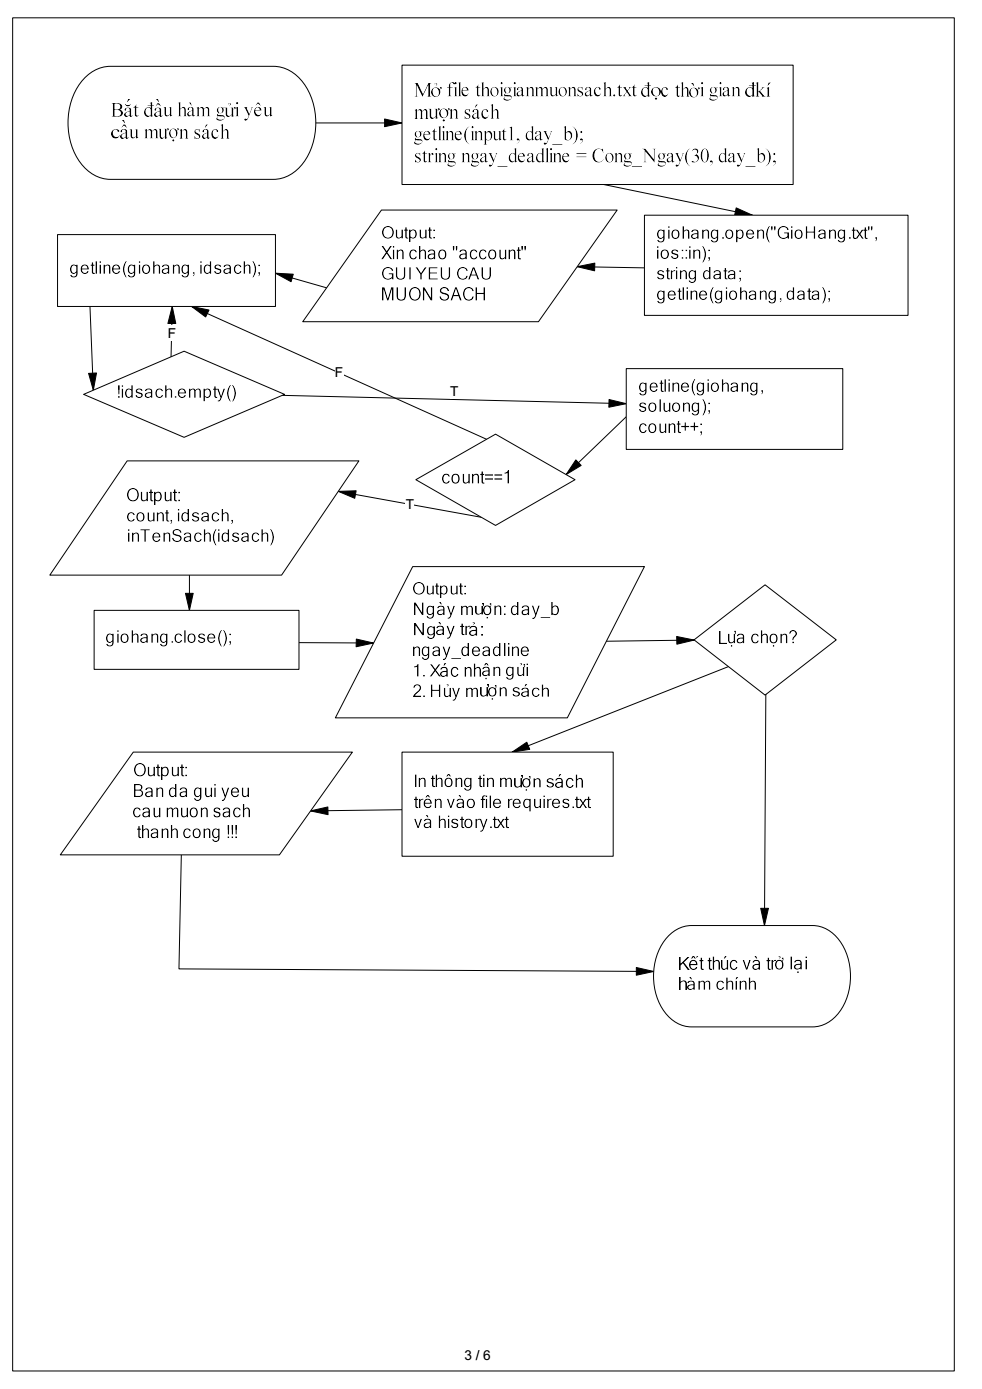 Bắt đầu hàm gửi yêu
cầu mượn sách
Mở file thoigianmuonsach.txt đọc thời gian đkí
mượn sách
getline(input1, day_b);
string ngay_deadline = Cong_Ngay(30, day_b);
giohang.open("GioHang.txt",
ios::in);
string data;
getline(giohang, data);
Output:
Xin chao "account"
GUI YEU CAU
MUON SACH
getline(giohang, idsach);
F
!idsach.empty()
F
T
getline(giohang,
soluong);
count++;
count==1
T
Output:
count, idsach,
inTenSach(idsach)
giohang.close();
Output:
Ngày mượn: day_b
Ngày trả:
ngay_deadline
1. Xác nhận gửi
2. Hủy mượn sách
Lựa chọn?
In thông tin mượn sách
trên vào file requires.txt
và history.txt
Output:
Ban da gui yeu
cau muon sach
thanh cong !!!
Kết thúc và trở lại
hàm chính
3 / 6